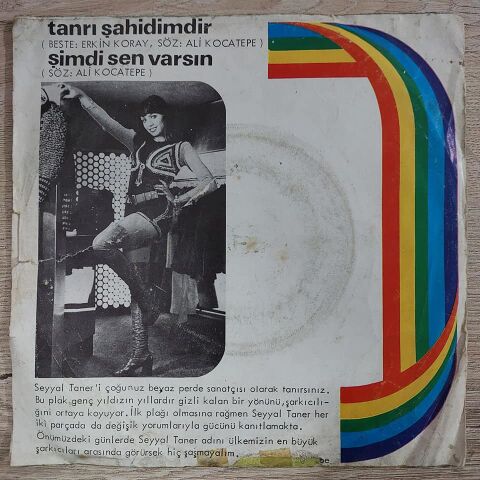 tanrı şahidimdir
( BESTE: ERKİN KORAY, SÖZ: ALİ KOCATEPE )
şimdi sen varsın
( SÖZ: ALİ KOCATEPE )
Seyyal Taner'i çoğunuz beyaz perde sanatçısı olarak tanırsınız.
Bu plak, genç yıldızın yıllardır gizli kalan bir yönünü, şarkıcılı-
ğını ortaya koyuyor. İlk plağı olmasına rağmen Seyyal Taner her
iki parçada da değişik yorumlarıyla gücünü kanıtlamakta.
Önümüzdeki günlerde Seyyal Taner adını ülkemizin en büyük
şarkıcıları arasında görürsek hiç şaşmayalım.